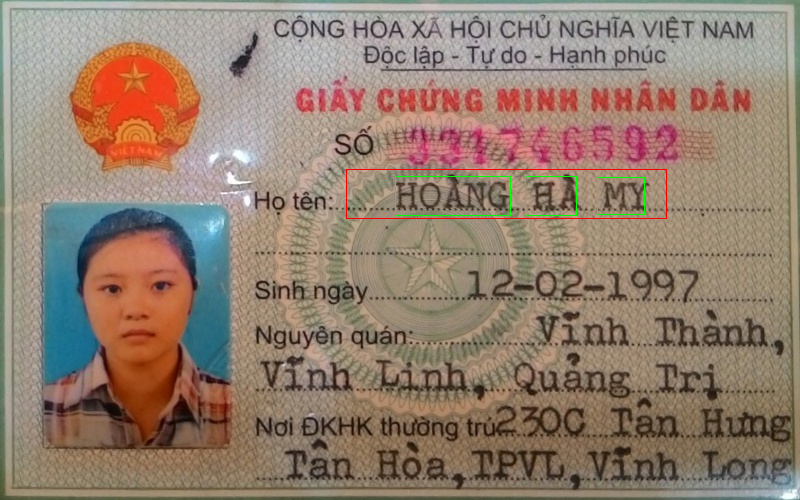 CỘNG HÒA XÃ HỘI CHỦ NGHĨA VIỆT NAM
Độc lập - Tự do - Hạnh phúc
GIẤY CHỨNG MINH NHÂN DÂN
SỐ 331746592
Họ tên: HOÀNG HÀ MY
Sinh ngày 12-02-1997
Nguyên quán: Vĩnh Thành,
Vĩnh Linh, Quảng Trị
Nơi ĐKHK thường trú: 230C Tân Hưng
Tân Hòa, TPVL, Vĩnh Long
VIỆT NAM